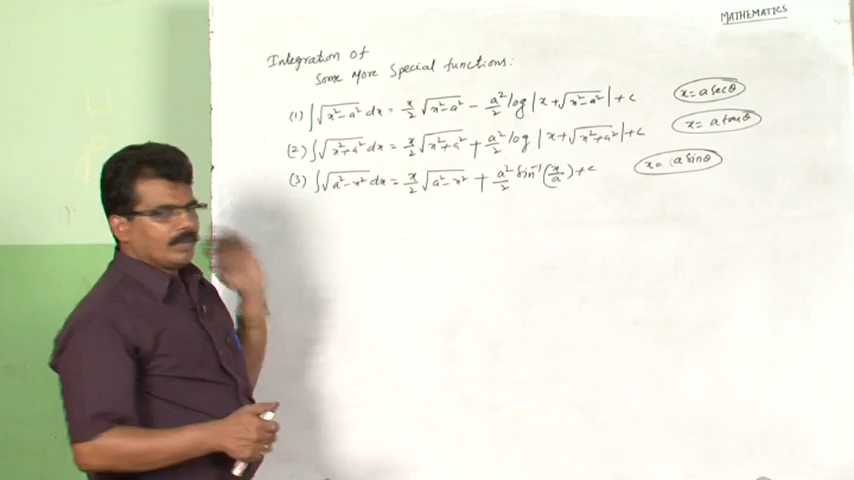 MATHEMATICS
Integration of
Some More Special functions:
(1) ∫√(x²-a²) dx = x/2 √(x²-a²) - a²/2 log |x+√(x²-a²)| + c   x = a secθ
(2) ∫√(x²+a²) dx = x/2 √(x²+a²) + a²/2 log |x+√(x²+a²)| + c   x = a tanθ
(3) ∫√(a²-x²) dx = x/2 √(a²-x²) + a²/2 Sin⁻¹(x/a) + c   x = a sinθ